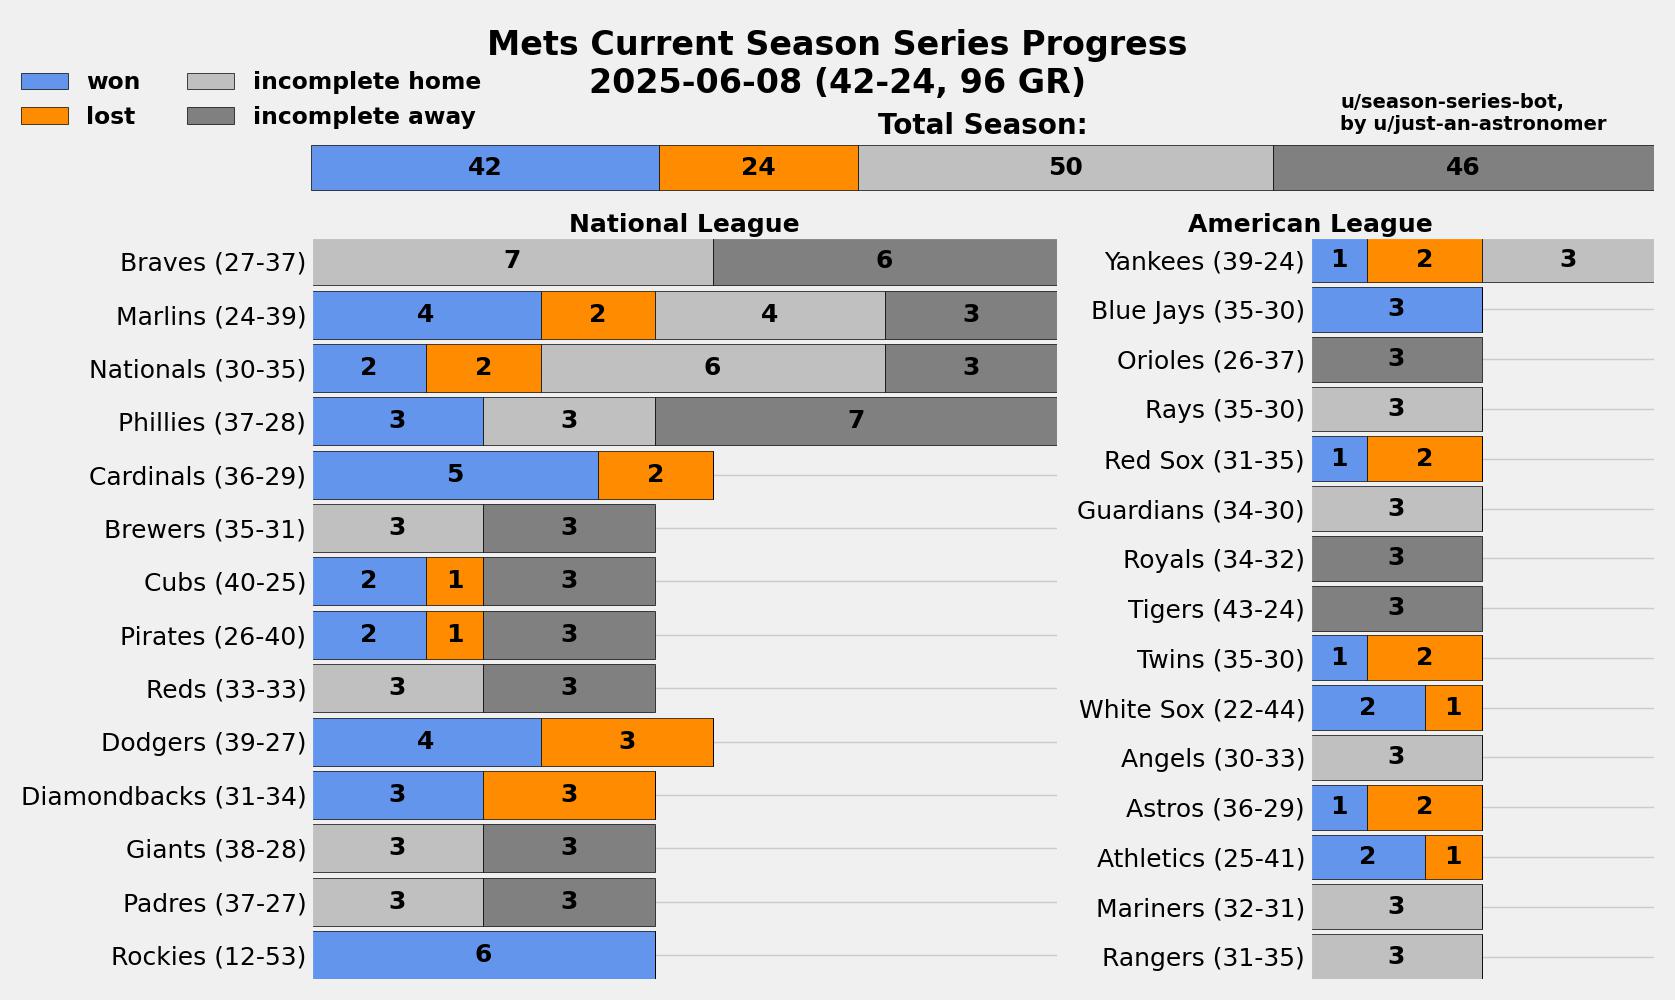 Mets Current Season Series Progress
2025-06-08 (42-24, 96 GR)
won
incomplete home
lost
incomplete away
u/season-series-bot,
by u/just-an-astronomer
Total Season:
42 24 50 46
National League
Braves (27-37) 7 6
Marlins (24-39) 4 2 4 3
Nationals (30-35) 2 2 6 3
Phillies (37-28) 3 3 7
Cardinals (36-29) 5 2
Brewers (35-31) 3 3
Cubs (40-25) 2 1 3
Pirates (26-40) 2 1 3
Reds (33-33) 3 3
Dodgers (39-27) 4 3
Diamondbacks (31-34) 3 3
Giants (38-28) 3 3
Padres (37-27) 3 3
Rockies (12-53) 6
American League
Yankees (39-24) 1 2 3
Blue Jays (35-30) 3
Orioles (26-37) 3
Rays (35-30) 3
Red Sox (31-35) 1 2
Guardians (34-30) 3
Royals (34-32) 3
Tigers (43-24) 3
Twins (35-30) 1 2
White Sox (22-44) 2 1
Angels (30-33) 3
Astros (36-29) 1 2
Athletics (25-41) 2 1
Mariners (32-31) 3
Rangers (31-35) 3